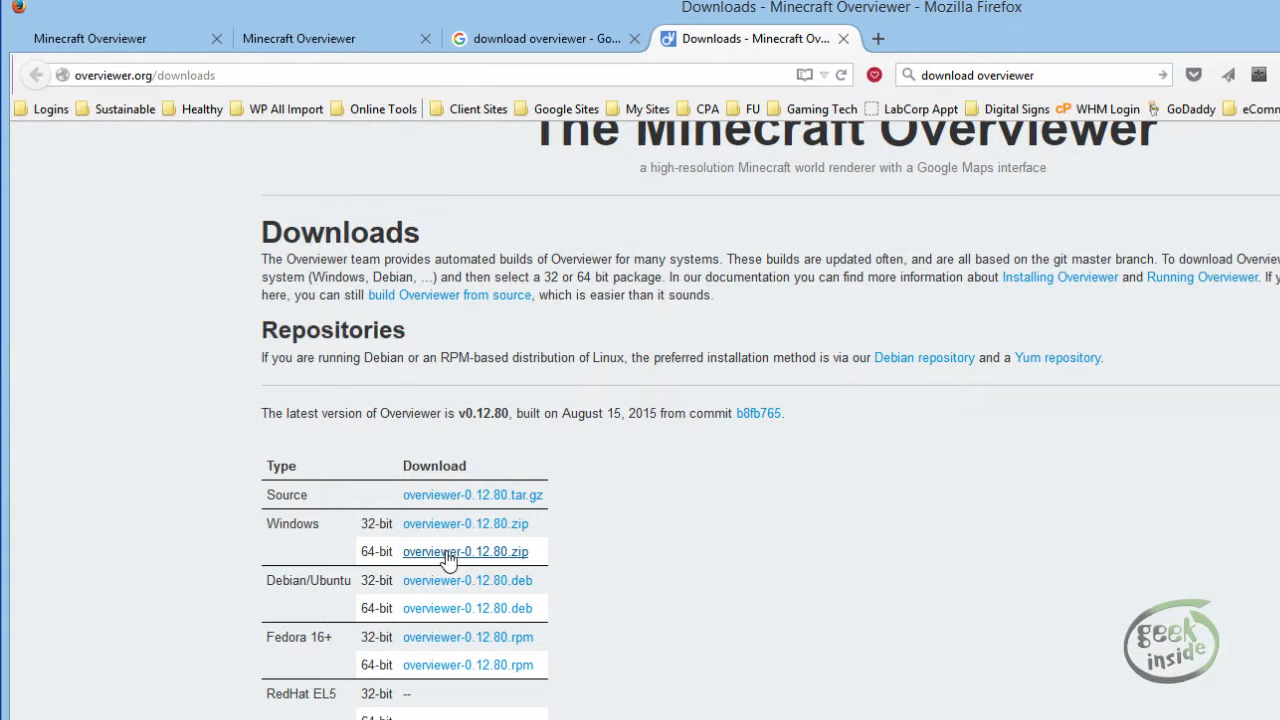 Downloads - Minecraft Overviewer - Mozilla Firefox
Minecraft Overviewer
Minecraft Overviewer
download overviewer - Go...
Downloads - Minecraft Ov...
overviewer.org/downloads
download overviewer
Logins Sustainable Healthy WP All Import Online Tools Client Sites Google Sites My Sites CPA FU Gaming Tech LabCorp Appt Digital Signs cP WHM Login GoDaddy eComm
The Minecraft Overviewer
a high-resolution Minecraft world renderer with a Google Maps interface
Downloads
The Overviewer team provides automated builds of Overviewer for many systems. These builds are updated often, and are all based on the git master branch. To download Overvie
system (Windows, Debian, ...) and then select a 32 or 64 bit package. In our documentation you can find more information about Installing Overviewer and Running Overviewer. If y
here, you can still build Overviewer from source, which is easier than it sounds.
Repositories
If you are running Debian or an RPM-based distribution of Linux, the preferred installation method is via our Debian repository and a Yum repository.
The latest version of Overviewer is v0.12.80, built on August 15, 2015 from commit b8fb765.
Type Download
Source overviewer-0.12.80.tar.gz
Windows 32-bit overviewer-0.12.80.zip
64-bit overviewer-0.12.80.zip
Debian/Ubuntu 32-bit overviewer-0.12.80.deb
64-bit overviewer-0.12.80.deb
Fedora 16+ 32-bit overviewer-0.12.80.rpm
64-bit overviewer-0.12.80.rpm
RedHat EL5 32-bit --
64-bit
geek
inside